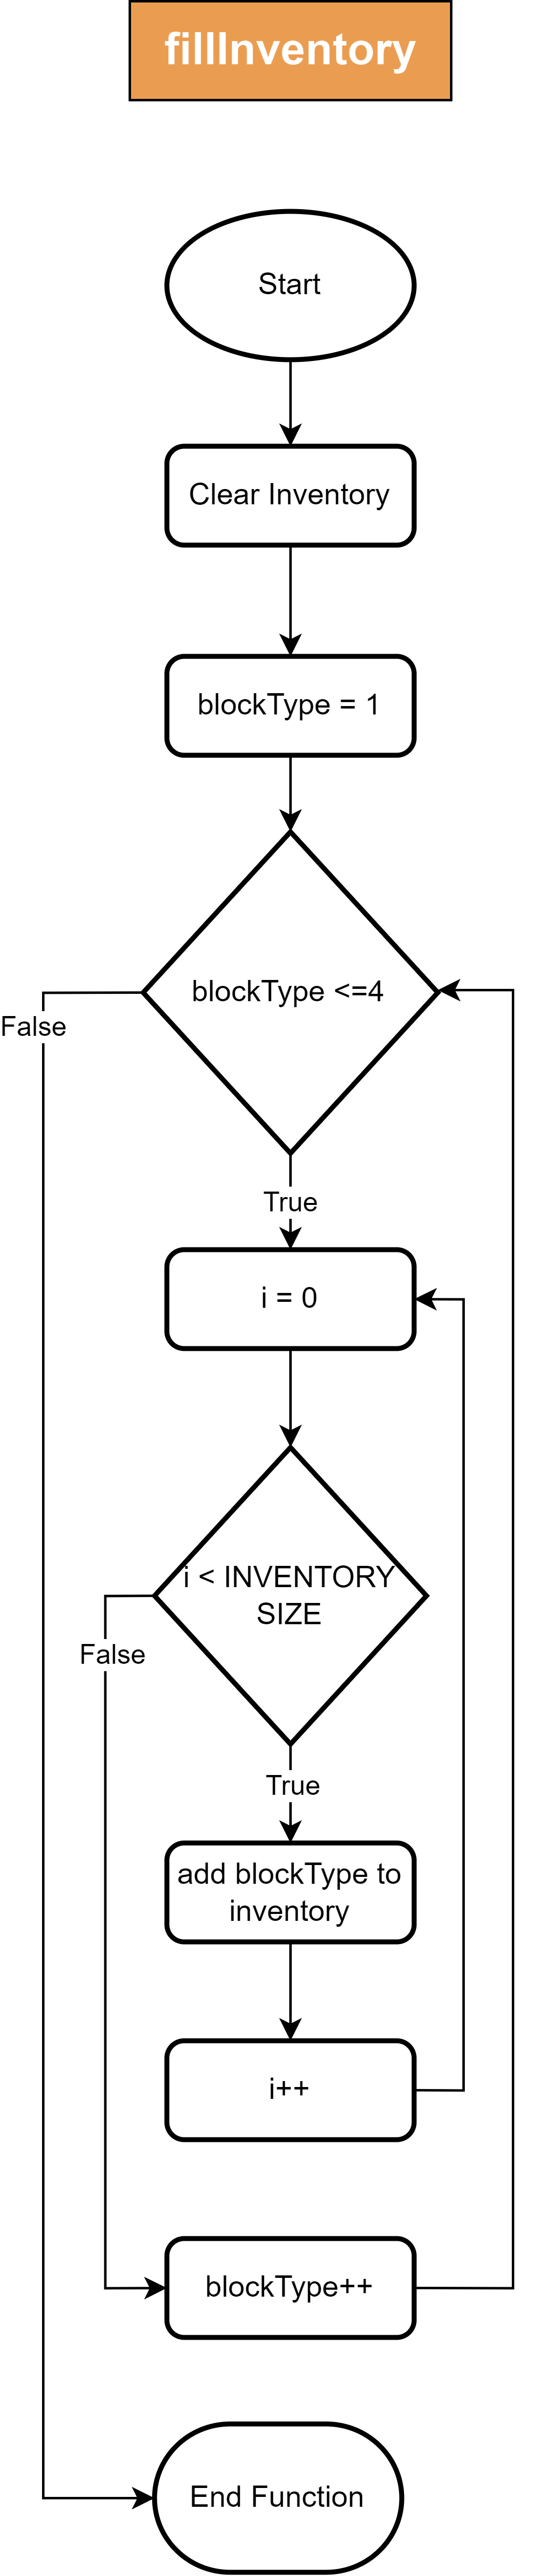 fillInventory
Start
Clear Inventory
blockType = 1
blockType <=4
False
True
i = 0
i < INVENTORY
SIZE
False
True
add blockType to
inventory
i++
blockType++
End Function